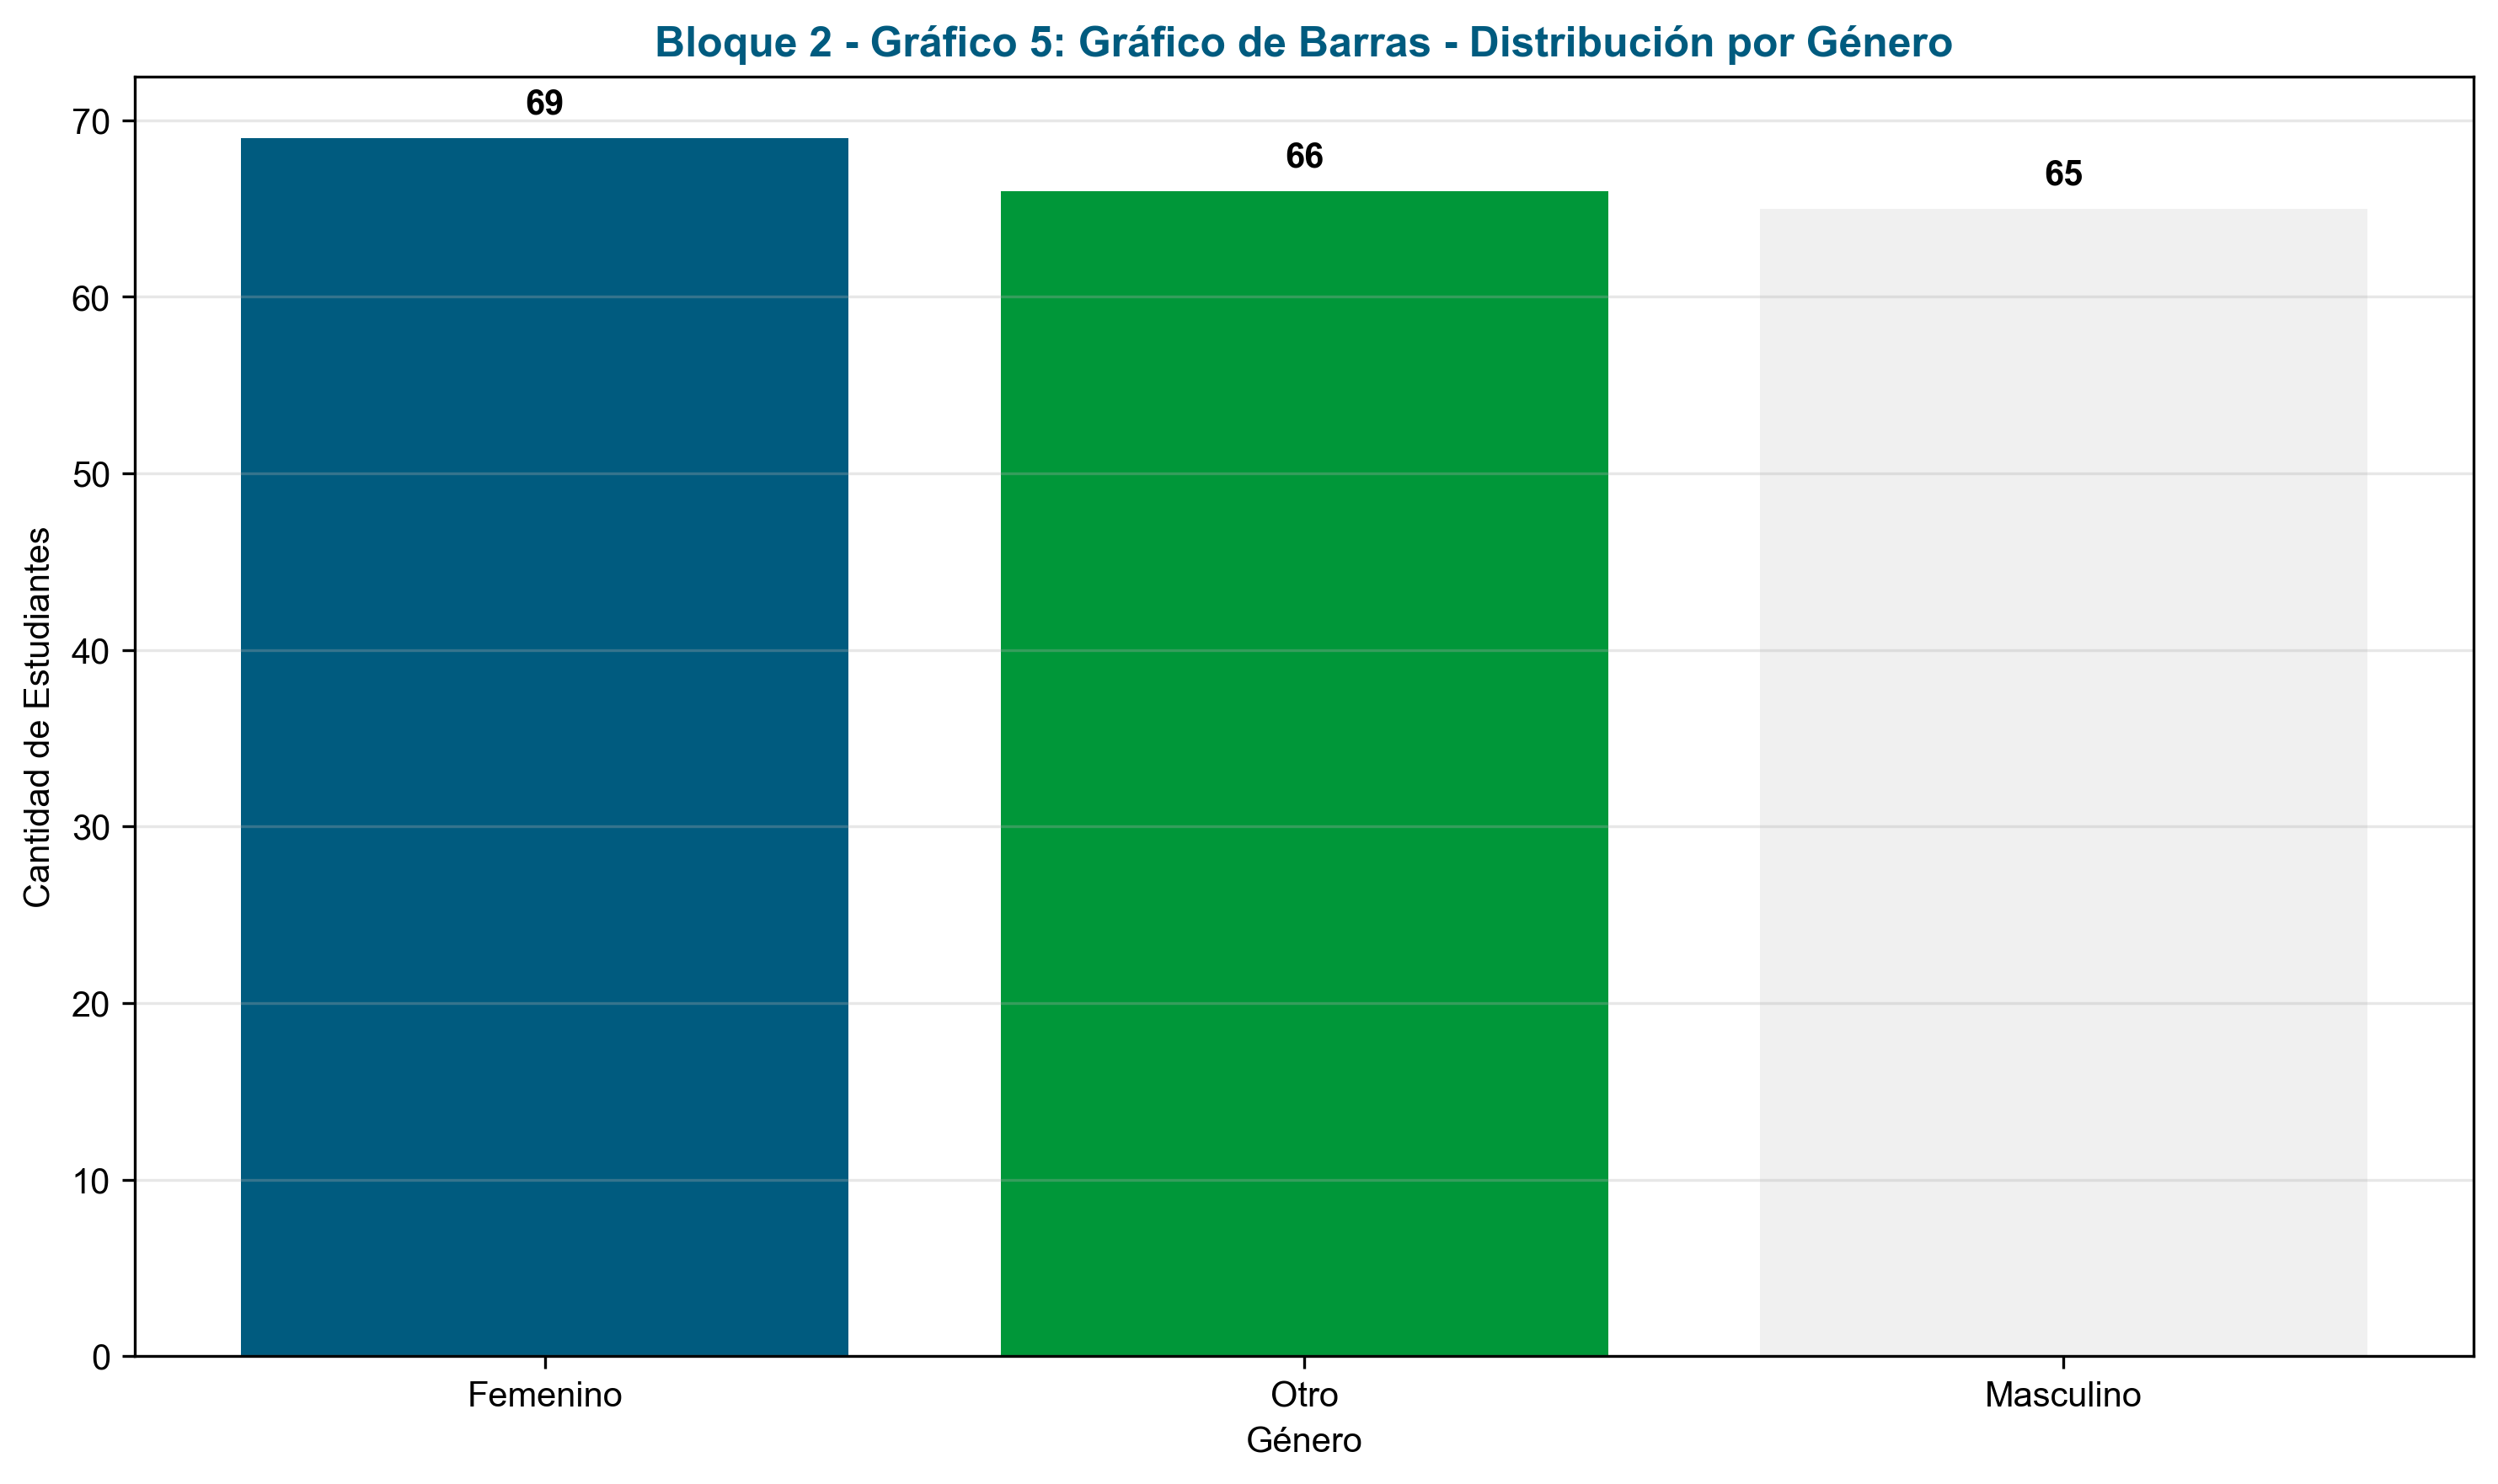 Bloque 2 - Gráfico 5: Gráfico de Barras - Distribución por Género
69
66
65
70
60
50
40
30
20
10
0
Cantidad de Estudiantes
Femenino
Otro
Masculino
Género